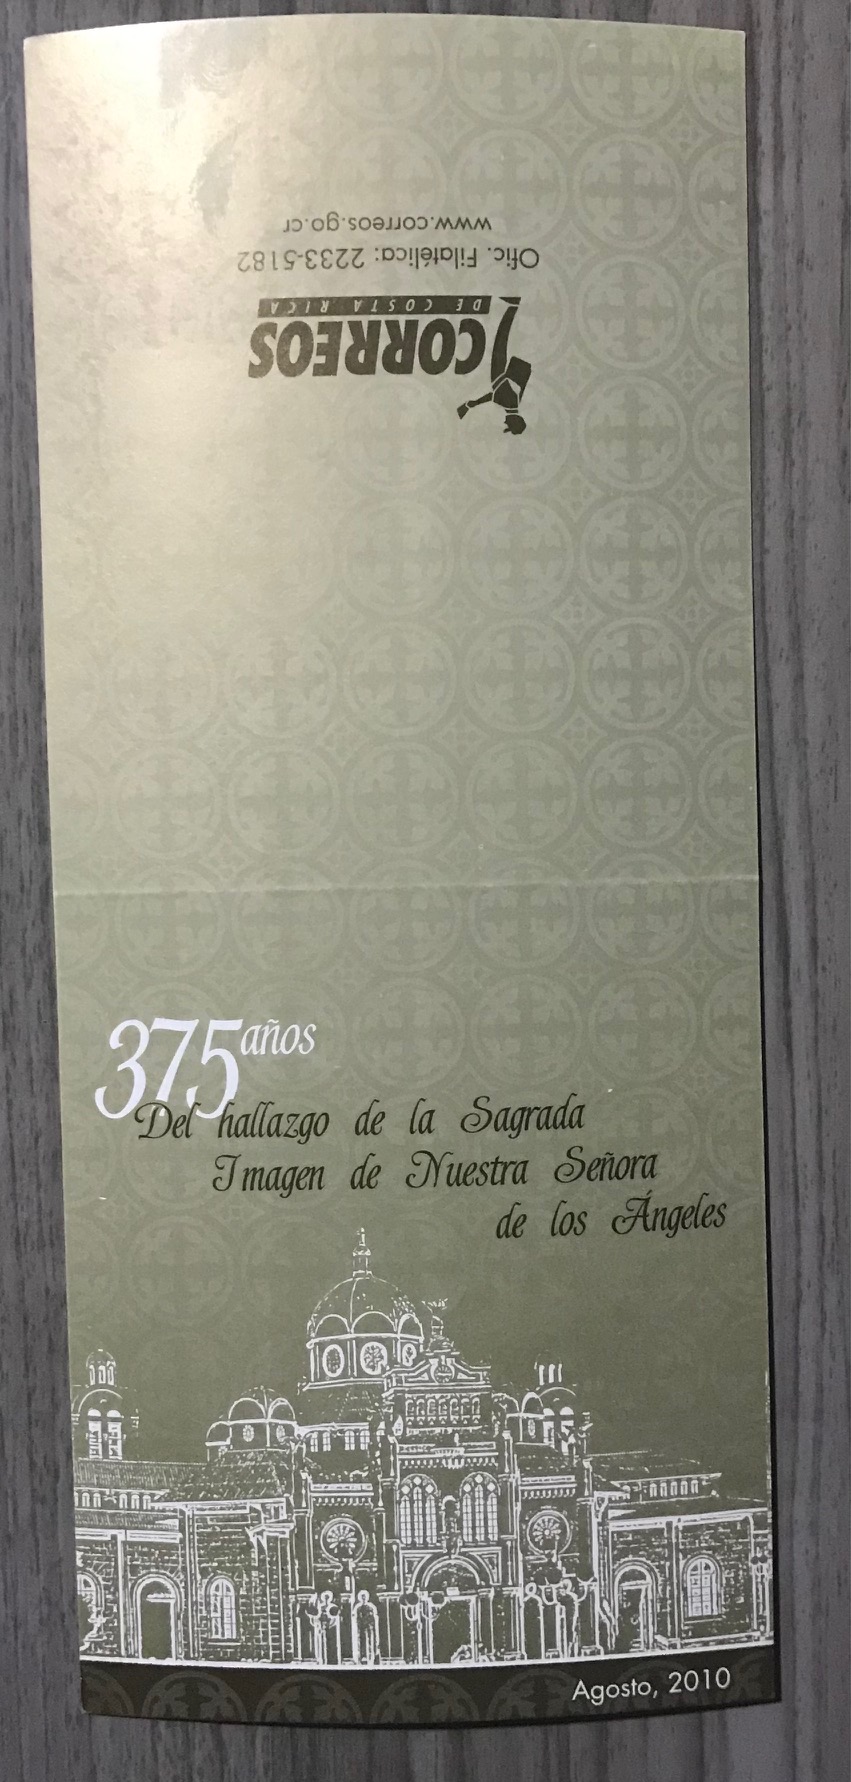 www.correos.go.cr
Ofic. Filatélica: 2233-5182
DE COSTA RICA
CORREOS
375 años
Del hallazgo de la Sagrada
Imagen de Nuestra Señora
de los Ángeles
Agosto, 2010